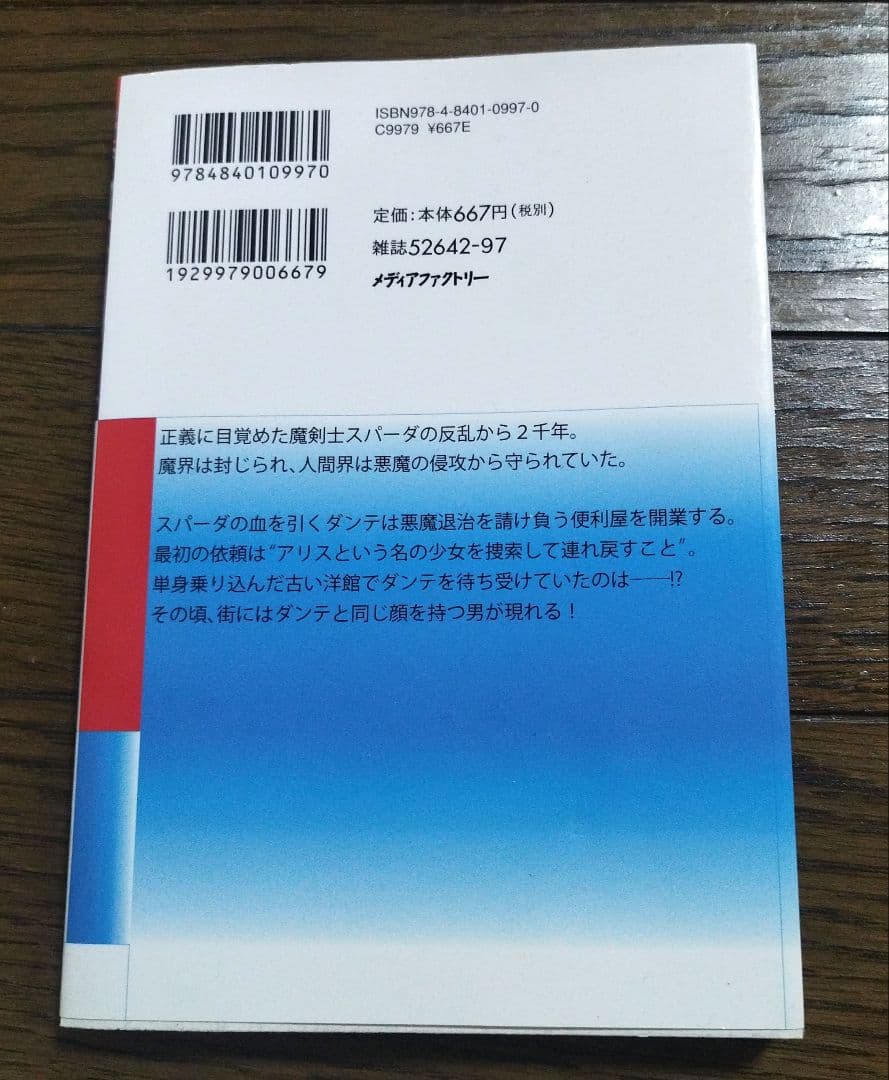 ISBN978-4-8401-0997-0
C9979 ¥667E
9784840109970
定価:本体667円(税別)
雑誌52642-97
1929979006679
メディアファクトリー
正義に目覚めた魔剣士スパーダの反乱から２千年。
魔界は封じられ、人間界は悪魔の侵攻から守られていた。
スパーダの血を引くダンテは悪魔退治を請け負う便利屋を開業する。
最初の依頼は“アリスという名の少女を捜索して連れ戻すこと”。
単身乗り込んだ古い洋館でダンテを待ち受けていたのは――!?
その頃、街にはダンテと同じ顔を持つ男が現れる！